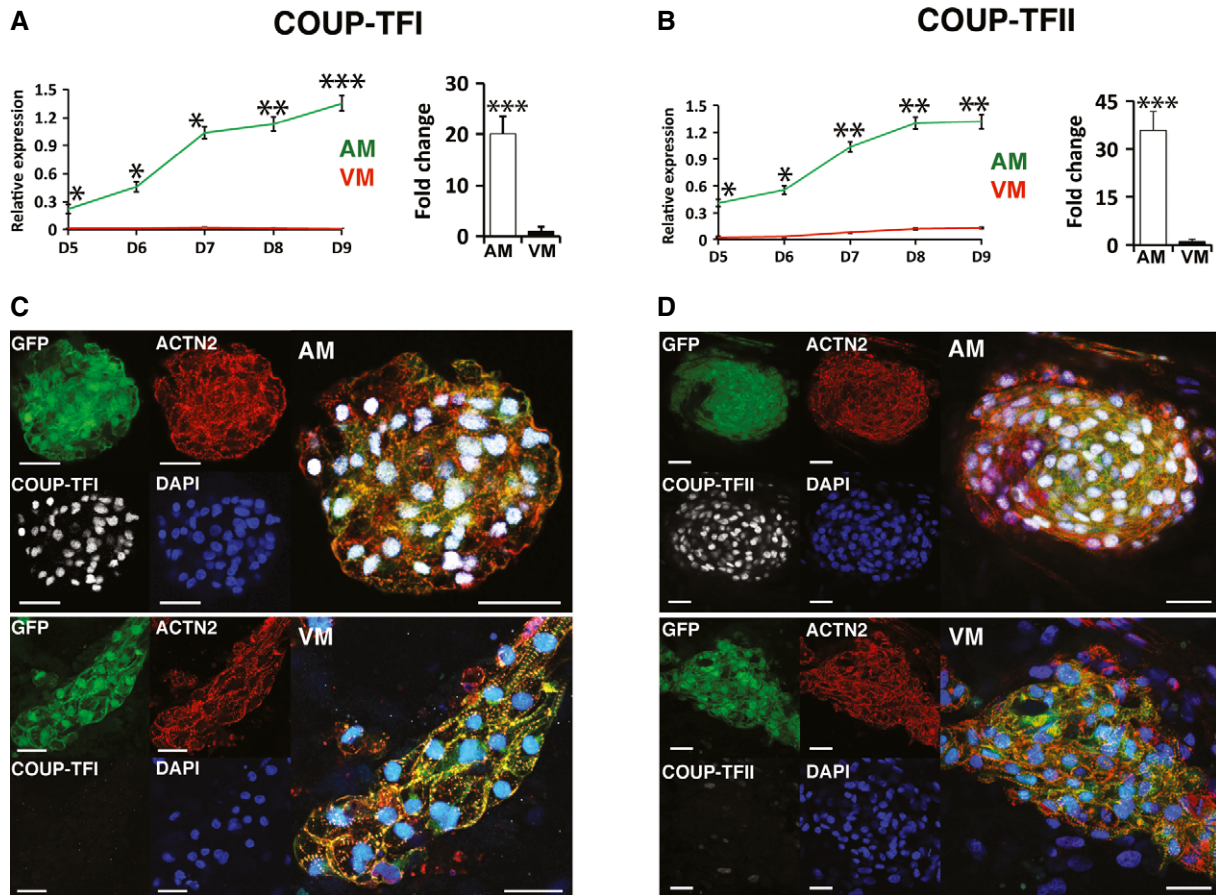 A
COUP-TFI
Relative expression
1.5
1.2
0.9
0.6
0.3
0
*
*
*
**
***
AM
VM
D5
D6
D7
D8
D9
Fold change
30
20
10
0
***
AM
VM
B
COUP-TFII
Relative expression
1.5
1.2
0.9
0.6
0.3
0
*
*
**
**
**
AM
VM
D5
D6
D7
D8
D9
Fold change
45
30
15
0
***
AM
VM
C
GFP
ACTN2
AM
COUP-TFI
DAPI
GFP
ACTN2
VM
COUP-TFI
DAPI
D
GFP
ACTN2
AM
COUP-TFII
DAPI
GFP
ACTN2
VM
COUP-TFII
DAPI